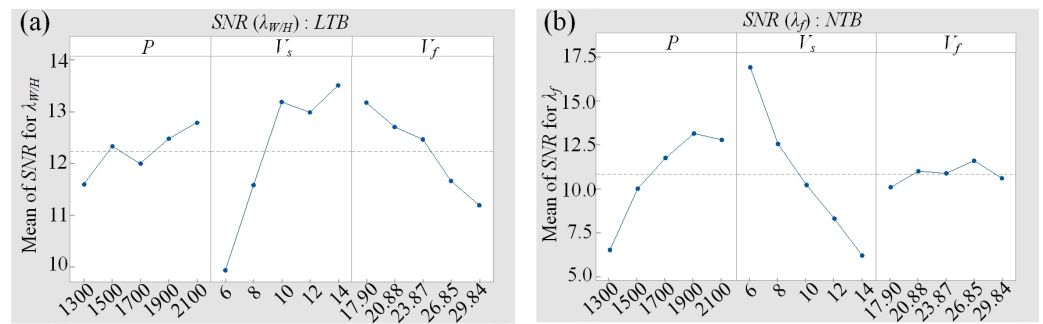 (a)
SNR (λW/H) : LTB
P Vs Vf
Mean of SNR for λW/H
14
13
12
11
10
1300 1500 1700 1900 2100 6 8 10 12 14 17.90 20.88 23.87 26.85 29.84
(b)
SNR (λf) : NTB
P Vs Vf
Mean of SNR for λf
17.5
15.0
12.5
10.0
7.5
5.0
1300 1500 1700 1900 2100 6 8 10 12 14 17.90 20.88 23.87 26.85 29.84